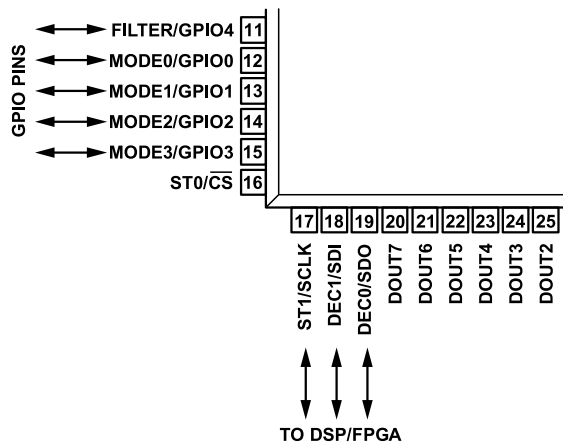 GPIO PINS
FILTER/GPIO4 11
MODE0/GPIO0 12
MODE1/GPIO1 13
MODE2/GPIO2 14
MODE3/GPIO3 15
ST0/C̅S̅ 16
17 18 19 20 21 22 23 24 25
ST1/SCLK
DEC1/SDI
DEC0/SDO
DOUT7
DOUT6
DOUT5
DOUT4
DOUT3
DOUT2
TO DSP/FPGA